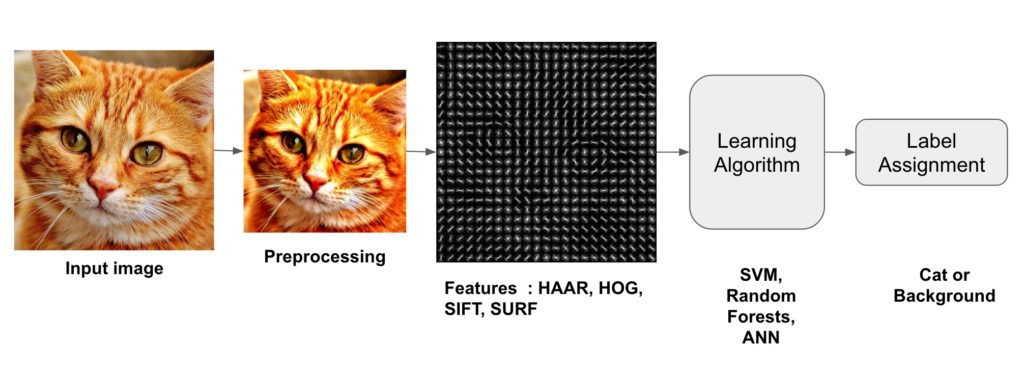 Input image
Preprocessing
Features : HAAR, HOG,
SIFT, SURF
Learning
Algorithm
SVM,
Random
Forests,
ANN
Label
Assignment
Cat or
Background